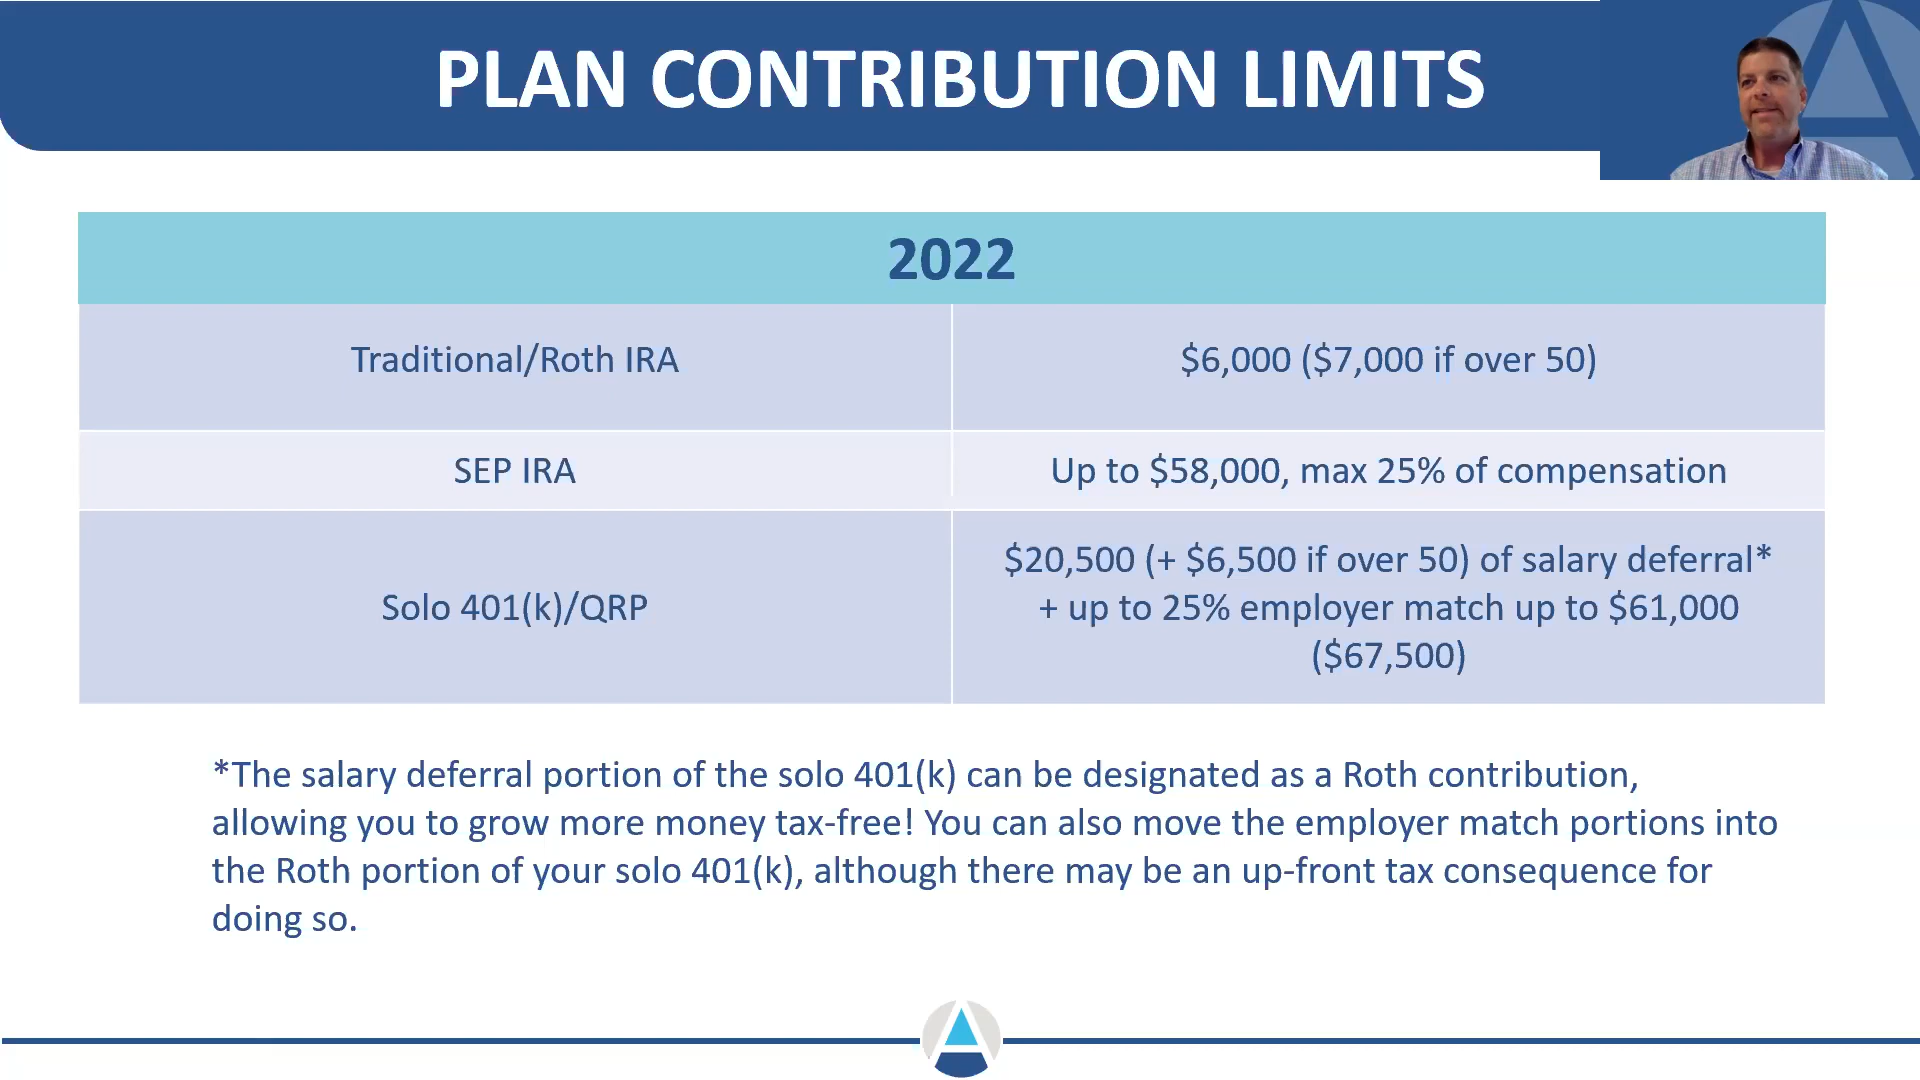 PLAN CONTRIBUTION LIMITS
2022
Traditional/Roth IRA
$6,000 ($7,000 if over 50)
SEP IRA
Up to $58,000, max 25% of compensation
Solo 401(k)/QRP
$20,500 (+ $6,500 if over 50) of salary deferral*
+ up to 25% employer match up to $61,000
($67,500)
*The salary deferral portion of the solo 401(k) can be designated as a Roth contribution,
allowing you to grow more money tax-free! You can also move the employer match portions into
the Roth portion of your solo 401(k), although there may be an up-front tax consequence for
doing so.